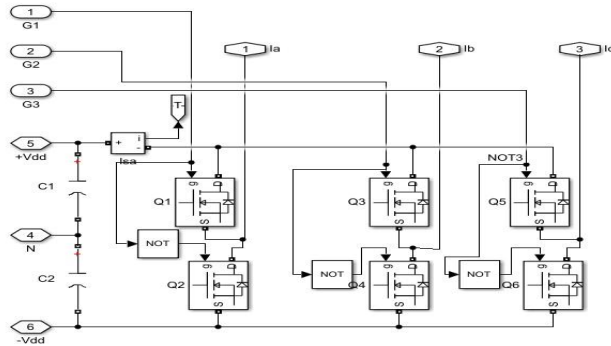 1
G1
2
G2
3
G3
1
Ia
2
Ib
3
Ic
-T-
5
+Vdd
+
i
-
Isa
NOT3
g
D
S
Q1
g
D
S
Q3
g
D
S
Q5
+
C1
4
N
NOT
NOT
NOT
g
D
S
Q2
g
D
S
Q4
g
D
S
Q6
+
C2
6
-Vdd